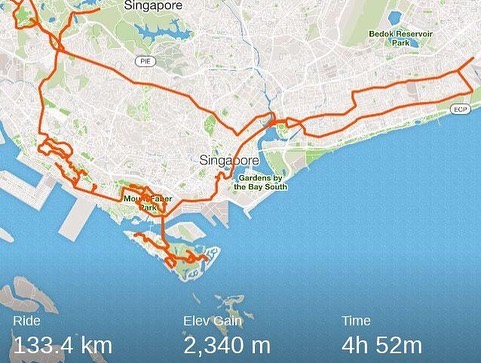 Singapore
Bedok Reservoir
Park
PIE
ECP
Singapore
Gardens by
the Bay South
Mount Faber
Park
Ride
Elev Gain
Time
133.4 km
2,340 m
4h 52m